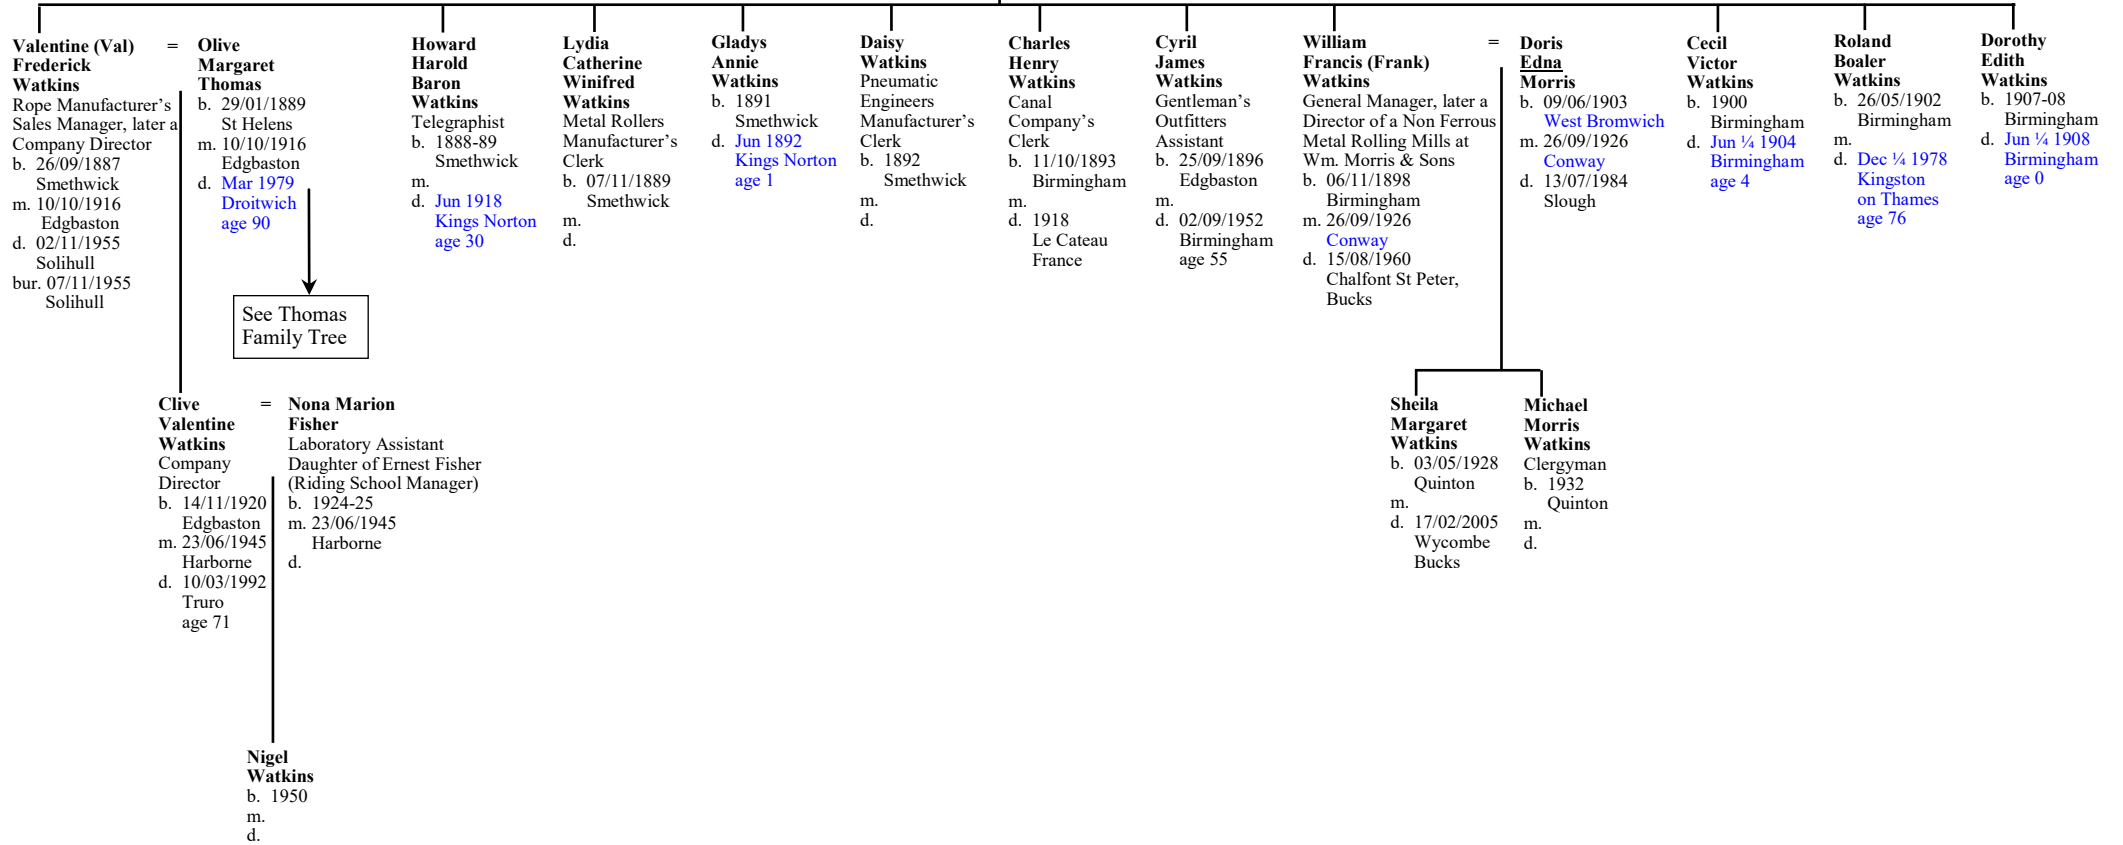 Valentine (Val) =
Frederick
Watkins
Rope Manufacturer’s
Sales Manager, later a
Company Director
b. 26/09/1887
Smethwick
m. 10/10/1916
Edgbaston
d. 02/11/1955
Solihull
bur. 07/11/1955
Solihull
Olive
Margaret
Thomas
b. 29/01/1889
St Helens
m. 10/10/1916
Edgbaston
d. Mar 1979
Droitwich
age 90
See Thomas
Family Tree
Howard
Harold
Baron
Watkins
Telegraphist
b. 1888-89
Smethwick
m.
d. Jun 1918
Kings Norton
age 30
Lydia
Catherine
Winifred
Watkins
Metal Rollers
Manufacturer’s
Clerk
b. 07/11/1889
Smethwick
m.
d.
Gladys
Annie
Watkins
b. 1891
Smethwick
d. Jun 1892
Kings Norton
age 1
Daisy
Watkins
Pneumatic
Engineers
Manufacturer’s
Clerk
b. 1892
Smethwick
m.
d.
Charles
Henry
Watkins
Canal
Company’s
Clerk
b. 11/10/1893
Birmingham
m.
d. 1918
Le Cateau
France
Cyril
James
Watkins
Gentleman’s
Outfitters
Assistant
b. 25/09/1896
Edgbaston
m.
d. 02/09/1952
Birmingham
age 55
William =
Francis (Frank)
Watkins
General Manager, later a
Director of a Non Ferrous
Metal Rolling Mills at
Wm. Morris & Sons
b. 06/11/1898
Birmingham
m. 26/09/1926
Conway
d. 15/08/1960
Chalfont St Peter,
Bucks
Doris
Edna
Morris
b. 09/06/1903
West Bromwich
m. 26/09/1926
Conway
d. 13/07/1984
Slough
Cecil
Victor
Watkins
b. 1900
Birmingham
d. Jun ¼ 1904
Birmingham
age 4
Roland
Boaler
Watkins
b. 26/05/1902
Birmingham
m.
d. Dec ¼ 1978
Kingston
on Thames
age 76
Dorothy
Edith
Watkins
b. 1907-08
Birmingham
d. Jun ¼ 1908
Birmingham
age 0
Clive =
Valentine
Watkins
Company
Director
b. 14/11/1920
Edgbaston
m. 23/06/1945
Harborne
d. 10/03/1992
Truro
age 71
Nona Marion
Fisher
Laboratory Assistant
Daughter of Ernest Fisher
(Riding School Manager)
b. 1924-25
m. 23/06/1945
Harborne
d.
Sheila
Margaret
Watkins
b. 03/05/1928
Quinton
m.
d. 17/02/2005
Wycombe
Bucks
Michael
Morris
Watkins
Clergyman
b. 1932
Quinton
m.
d.
Nigel
Watkins
b. 1950
m.
d.